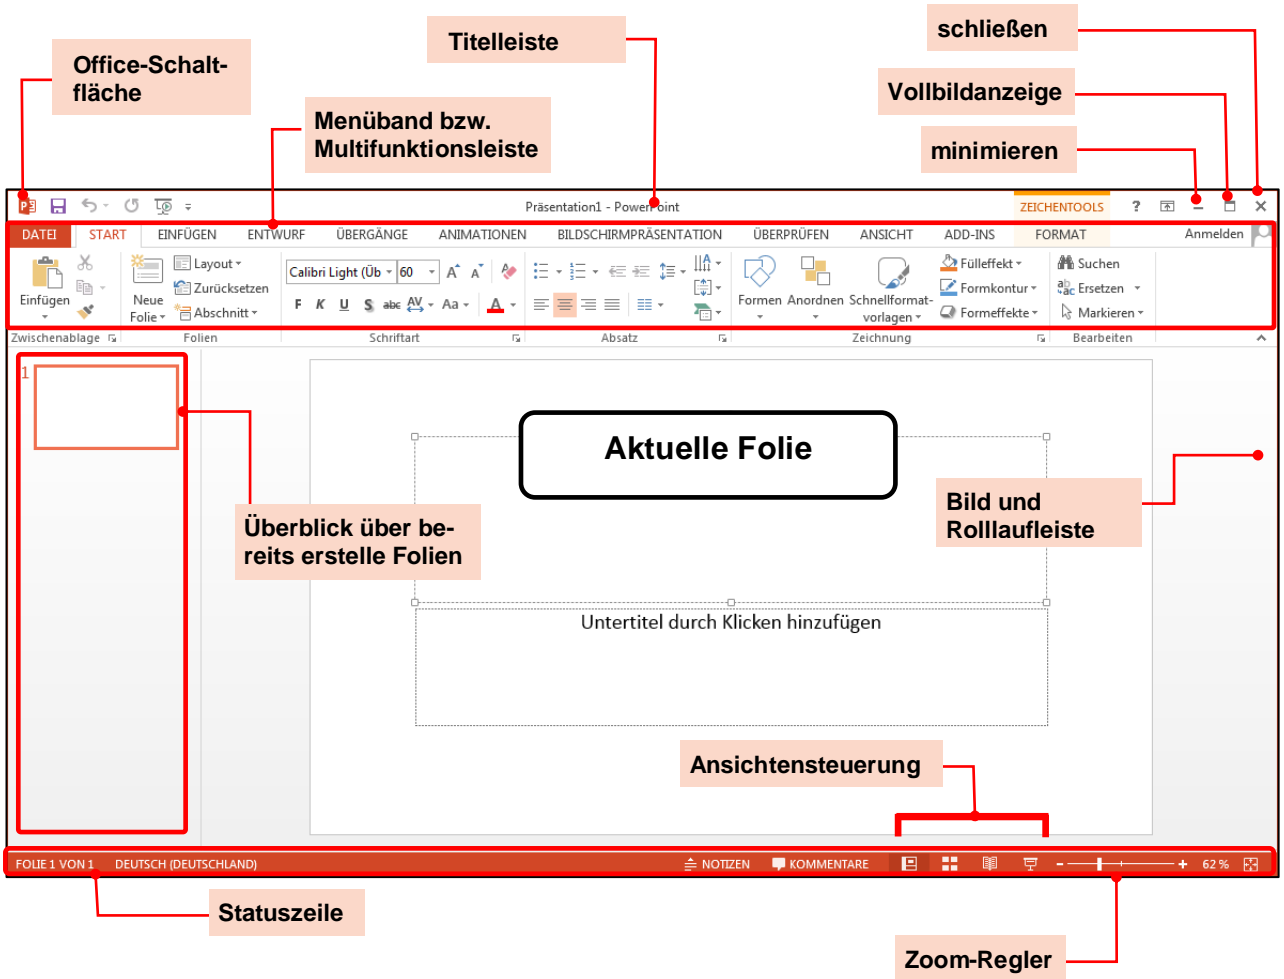 Titelleiste
schließen
Office-Schalt-
fläche
Vollbildanzeige
Menüband bzw.
Multifunktionsleiste
minimieren
Präsentation1 - PowerPoint
ZEICHENTOOLS
?
DATEI START EINFÜGEN ENTWURF ÜBERGÄNGE ANIMATIONEN BILDSCHIRMPRÄSENTATION ÜBERPRÜFEN ANSICHT ADD-INS FORMAT Anmelden
Einfügen
Neue
Folie
Layout
Zurücksetzen
Abschnitt
Calibri Light (Üb 60
F K U S abc AV Aa A
Formen Anordnen Schnellformat-
vorlagen
Fülleffekt
Formkontur
Formeffekte
Suchen
Ersetzen
Markieren
Zwischenablage Folien Schriftart Absatz Zeichnung Bearbeiten
1
Aktuelle Folie
Bild und
Rolllaufleiste
Überblick über be-
reits erstelle Folien
Untertitel durch Klicken hinzufügen
Ansichtensteuerung
FOLIE 1 VON 1 DEUTSCH (DEUTSCHLAND) NOTIZEN KOMMENTARE - + 62 %
Statuszeile
Zoom-Regler